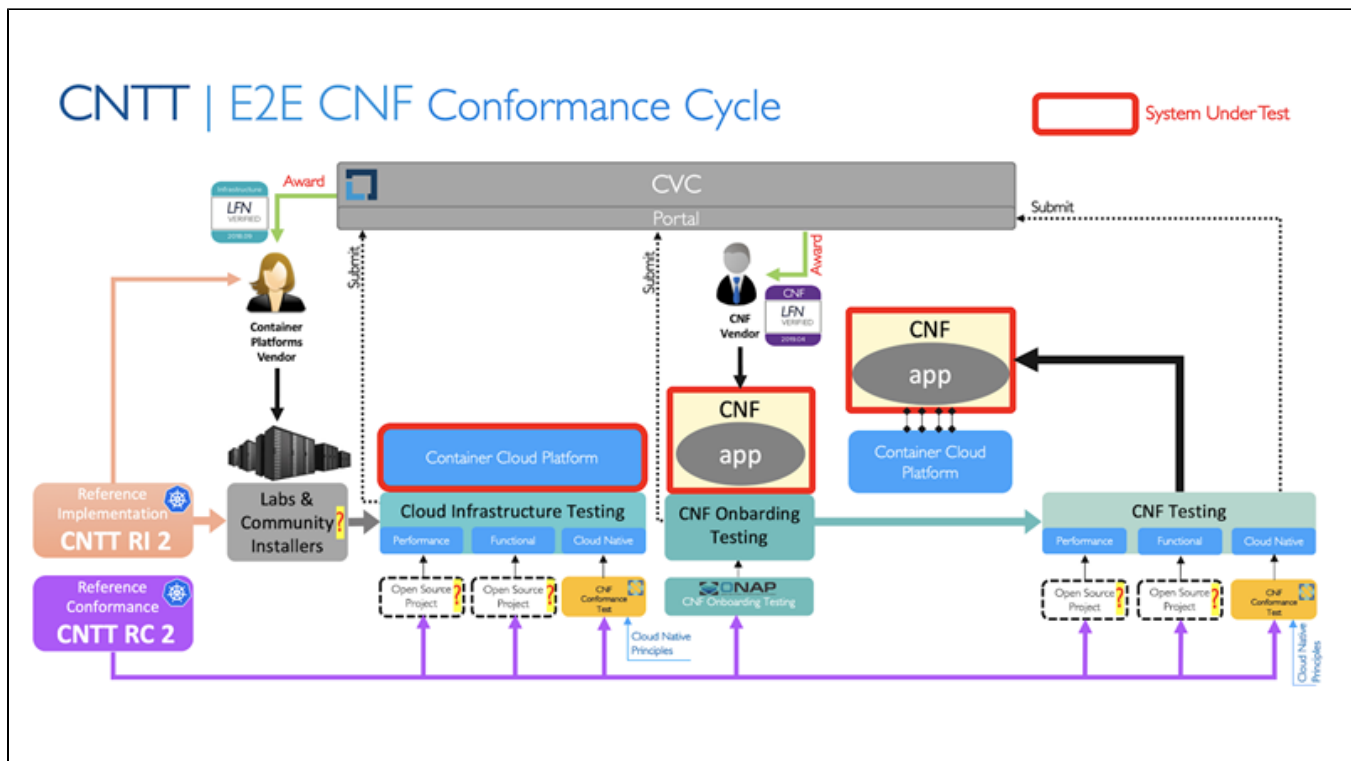 CNTT | E2E CNF Conformance Cycle
System Under Test
CVC
Portal
Award
Infrastructure
LFN
VERIFIED
2018.09
Submit
Submit
Submit
Award
Container
Platforms
Vendor
CNF
Vendor
CNF
LFN
VERIFIED
2019.04
CNF
app
CNF
app
Container Cloud Platform
Container Cloud
Platform
Reference
Implementation
CNTT RI 2
Labs &
Community
Installers
?
Cloud Infrastructure Testing
Performance
Functional
Cloud Native
CNF Onbarding
Testing
CNF Testing
Performance
Functional
Cloud Native
Reference
Conformance
CNTT RC 2
Open Source
Project
?
Open Source
Project
?
CNF
Conformance
Test
ONAP
CNF Onboarding Testing
Open Source
Project
?
Open Source
Project
?
CNF
Conformance
Test
Cloud Native
Principles
Cloud Native
Principles